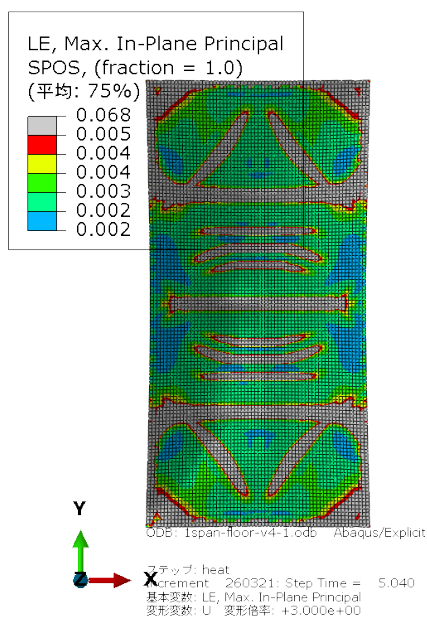 LE, Max. In-Plane Principal
SPOS, (fraction = 1.0)
(平均: 75%)
0.068
0.005
0.004
0.004
0.003
0.002
0.002
Y
X
ODB: 1span-floor-v4-1.odb Abaqus/Explicit
ステップ: heat
Increment 260321: Step Time = 5.040
基本変数: LE, Max. In-Plane Principal
変形変数: U 変形倍率: +3.000e+00